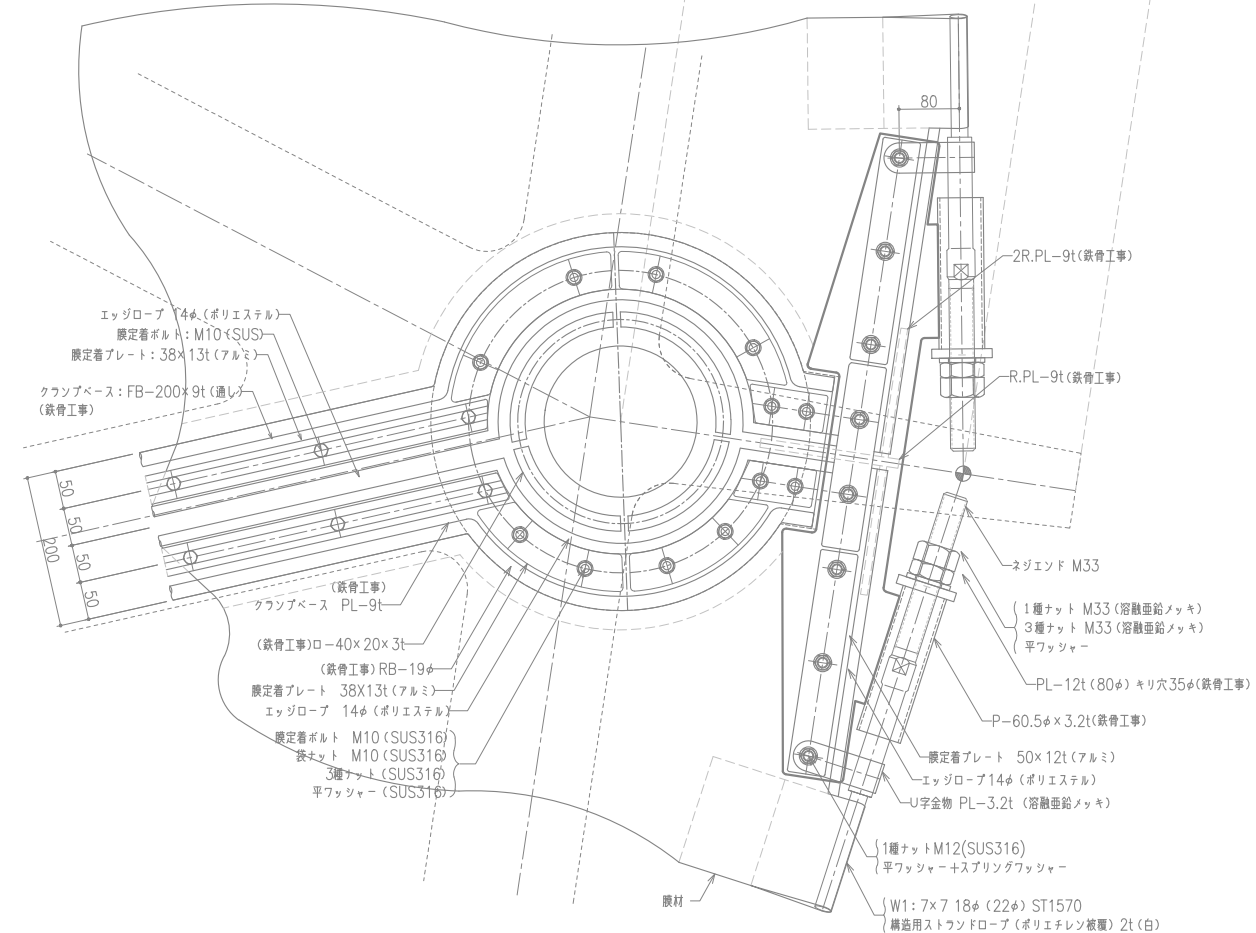 80
2R.PL-9t(鉄骨工事)
エッジロープ 14φ(ポリエステル)
膜定着ボルト:M10(SUS)
膜定着プレート:38×13t(アルミ)
クランプベース:FB-200×9t(通し)
(鉄骨工事)
R.PL-9t(鉄骨工事)
50
50
50
50
200
ネジエンド M33
(鉄骨工事)
クランプベース PL-9t
1種ナット M33(溶融亜鉛メッキ)
3種ナット M33(溶融亜鉛メッキ)
平ワッシャー
(鉄骨工事)ロ-40×20×3t
(鉄骨工事)RB-19φ
膜定着プレート 38X13t(アルミ)
エッジロープ 14φ(ポリエステル)
PL-12t(80φ)キリ穴35φ(鉄骨工事)
P-60.5φ×3.2t(鉄骨工事)
膜定着ボルト M10(SUS316)
袋ナット M10(SUS316)
3種ナット(SUS316)
平ワッシャー(SUS316)
膜定着プレート 50×12t(アルミ)
エッジロープ14φ(ポリエステル)
U字金物 PL-3.2t (溶融亜鉛メッキ)
1種ナットM12(SUS316)
平ワッシャー+スプリングワッシャー
膜材
W1:7×7 18φ(22φ) ST1570
構造用ストランドロープ(ポリエチレン被覆)2t(白)